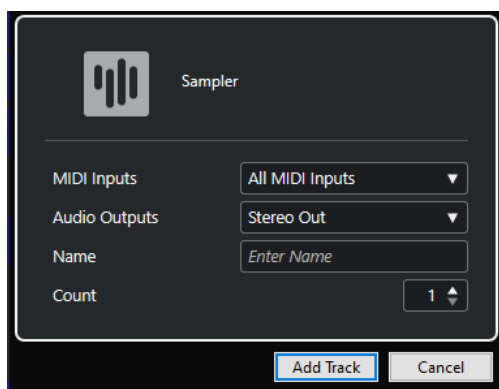 Sampler
MIDI Inputs All MIDI Inputs
Audio Outputs Stereo Out
Name Enter Name
Count 1
Add Track Cancel